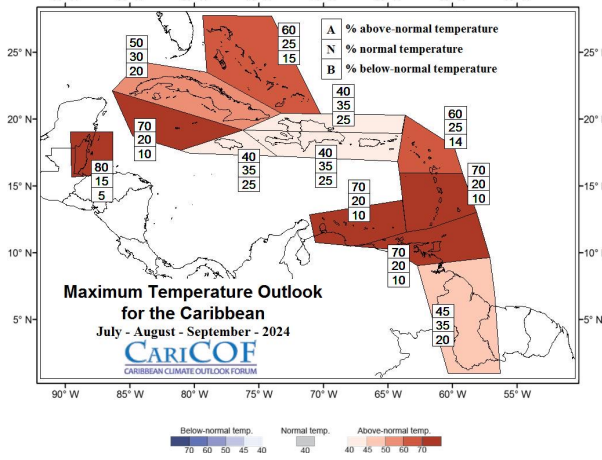 A % above-normal temperature
N % normal temperature
B % below-normal temperature
25° N
20° N
15° N
10° N
5° N
25° N
20° N
15° N
10° N
5° N
60
25
15
50
30
20
40
35
25
60
25
14
70
20
10
40
35
25
40
35
25
80
15
5
70
20
10
70
20
10
70
20
10
45
35
20
Maximum Temperature Outlook
for the Caribbean
July - August - September - 2024
CARICOF
CARIBBEAN CLIMATE OUTLOOK FORUM
90° W 85° W 80° W 75° W 70° W 65° W 60° W 55° W
Below-normal temp. Normal temp. Above-normal temp.
70 60 50 45 40 40 40 45 50 60 70